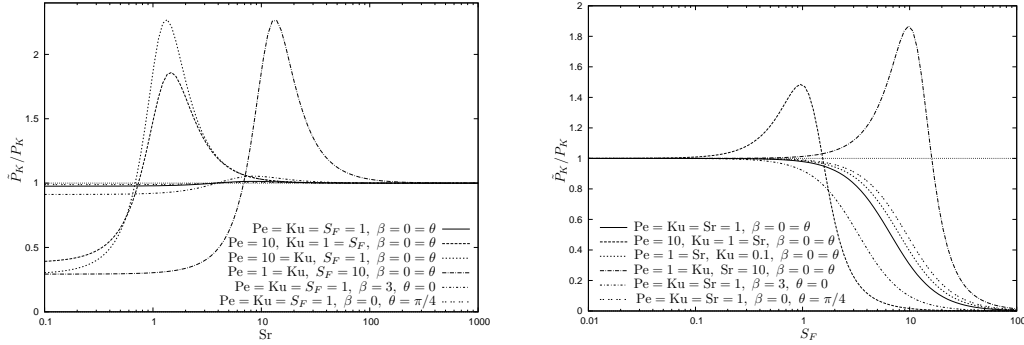 2
1.5
1
0.5
0
0.1
1
10
100
1000
P̃_K/P_K
Sr
Pe = Ku = S_F = 1, β = 0 = θ
Pe = 10, Ku = 1 = S_F, β = 0 = θ
Pe = 10 = Ku, S_F = 1, β = 0 = θ
Pe = 1 = Ku, S_F = 10, β = 0 = θ
Pe = Ku = S_F = 1, β = 3, θ = 0
Pe = Ku = S_F = 1, β = 0, θ = π/4
2
1.8
1.6
1.4
1.2
1
0.8
0.6
0.4
0.2
0
0.01
0.1
1
10
100
P̃_K/P_K
S_F
Pe = Ku = Sr = 1, β = 0 = θ
Pe = 10, Ku = 1 = Sr, β = 0 = θ
Pe = 1 = Sr, Ku = 0.1, β = 0 = θ
Pe = 1 = Ku, Sr = 10, β = 0 = θ
Pe = Ku = Sr = 1, β = 3, θ = 0
Pe = Ku = Sr = 1, β = 0, θ = π/4